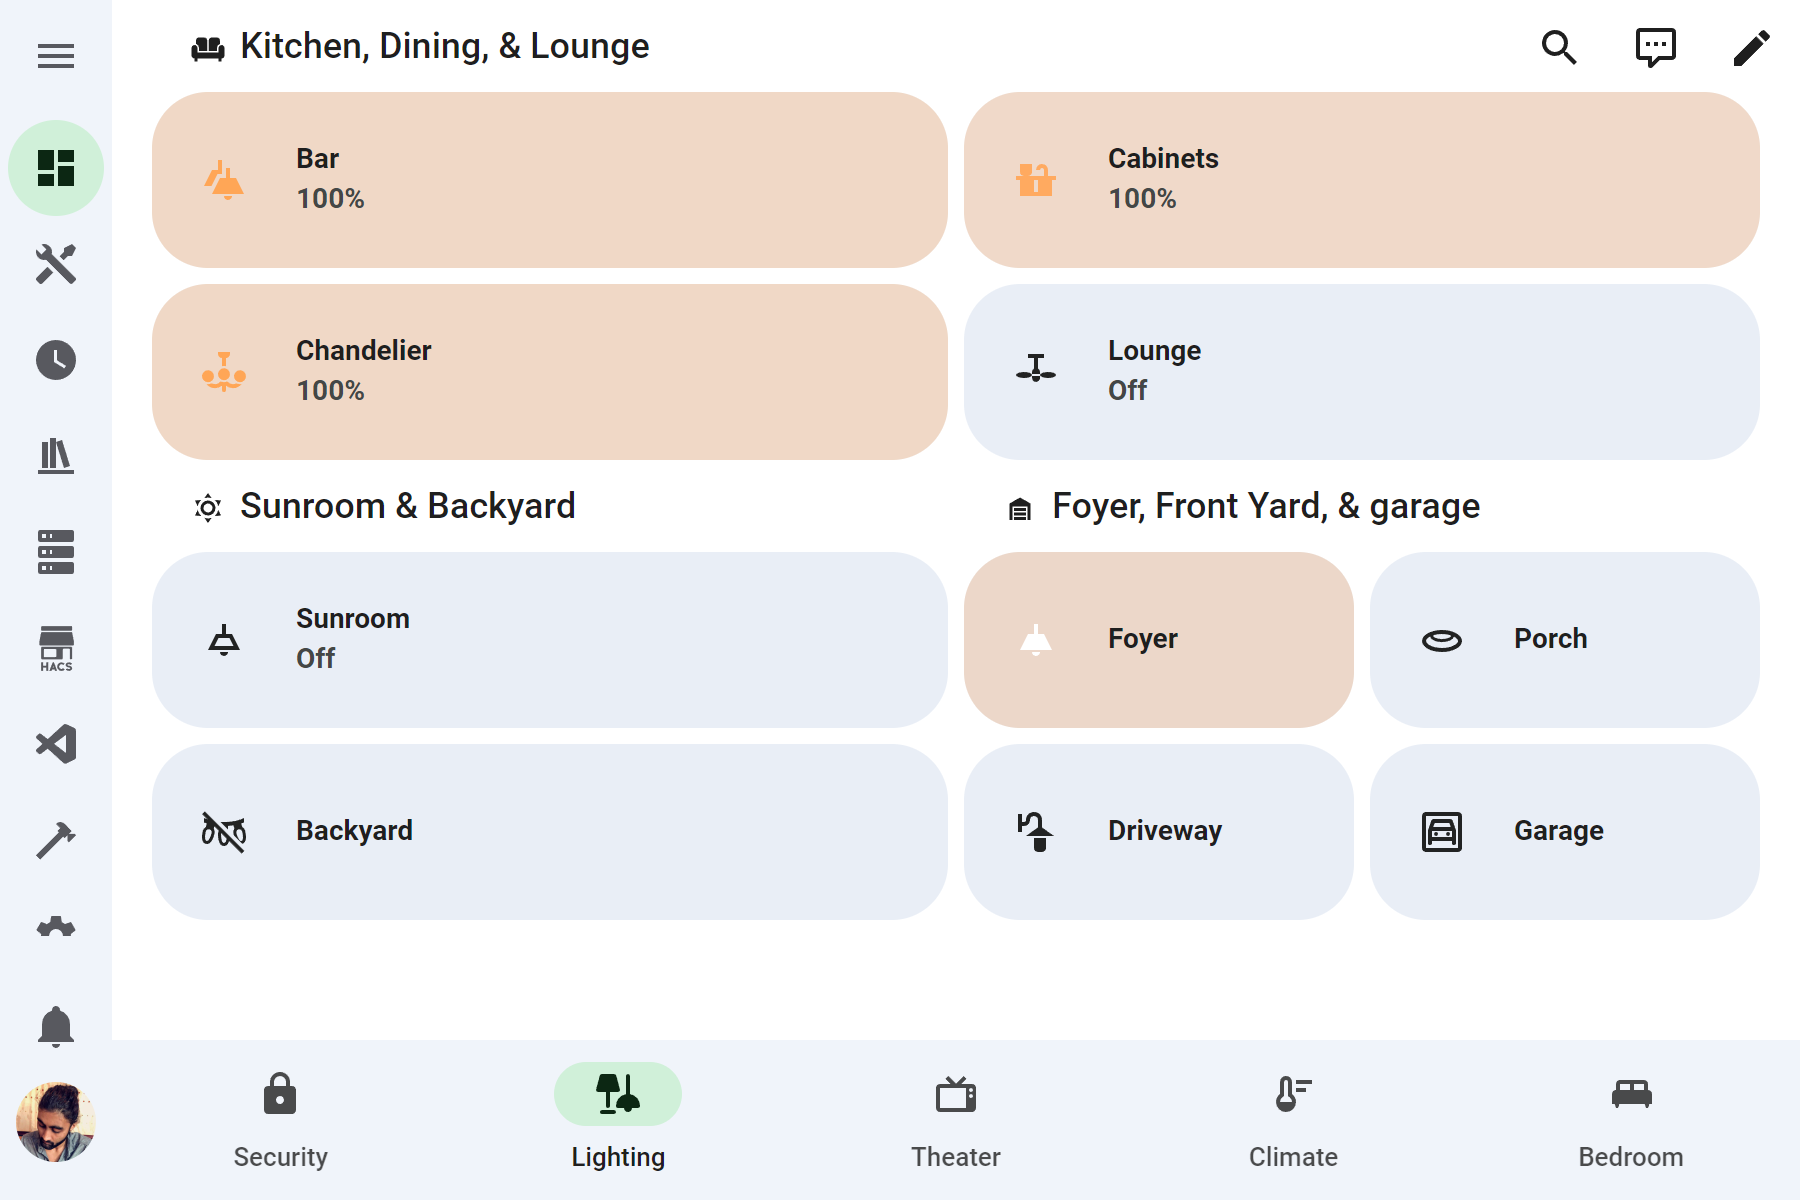 Kitchen, Dining, & Lounge
Bar
100%
Cabinets
100%
Chandelier
100%
Lounge
Off
Sunroom & Backyard
Foyer, Front Yard, & garage
Sunroom
Off
Foyer
Porch
Backyard
Driveway
Garage
HACS
Security
Lighting
Theater
Climate
Bedroom